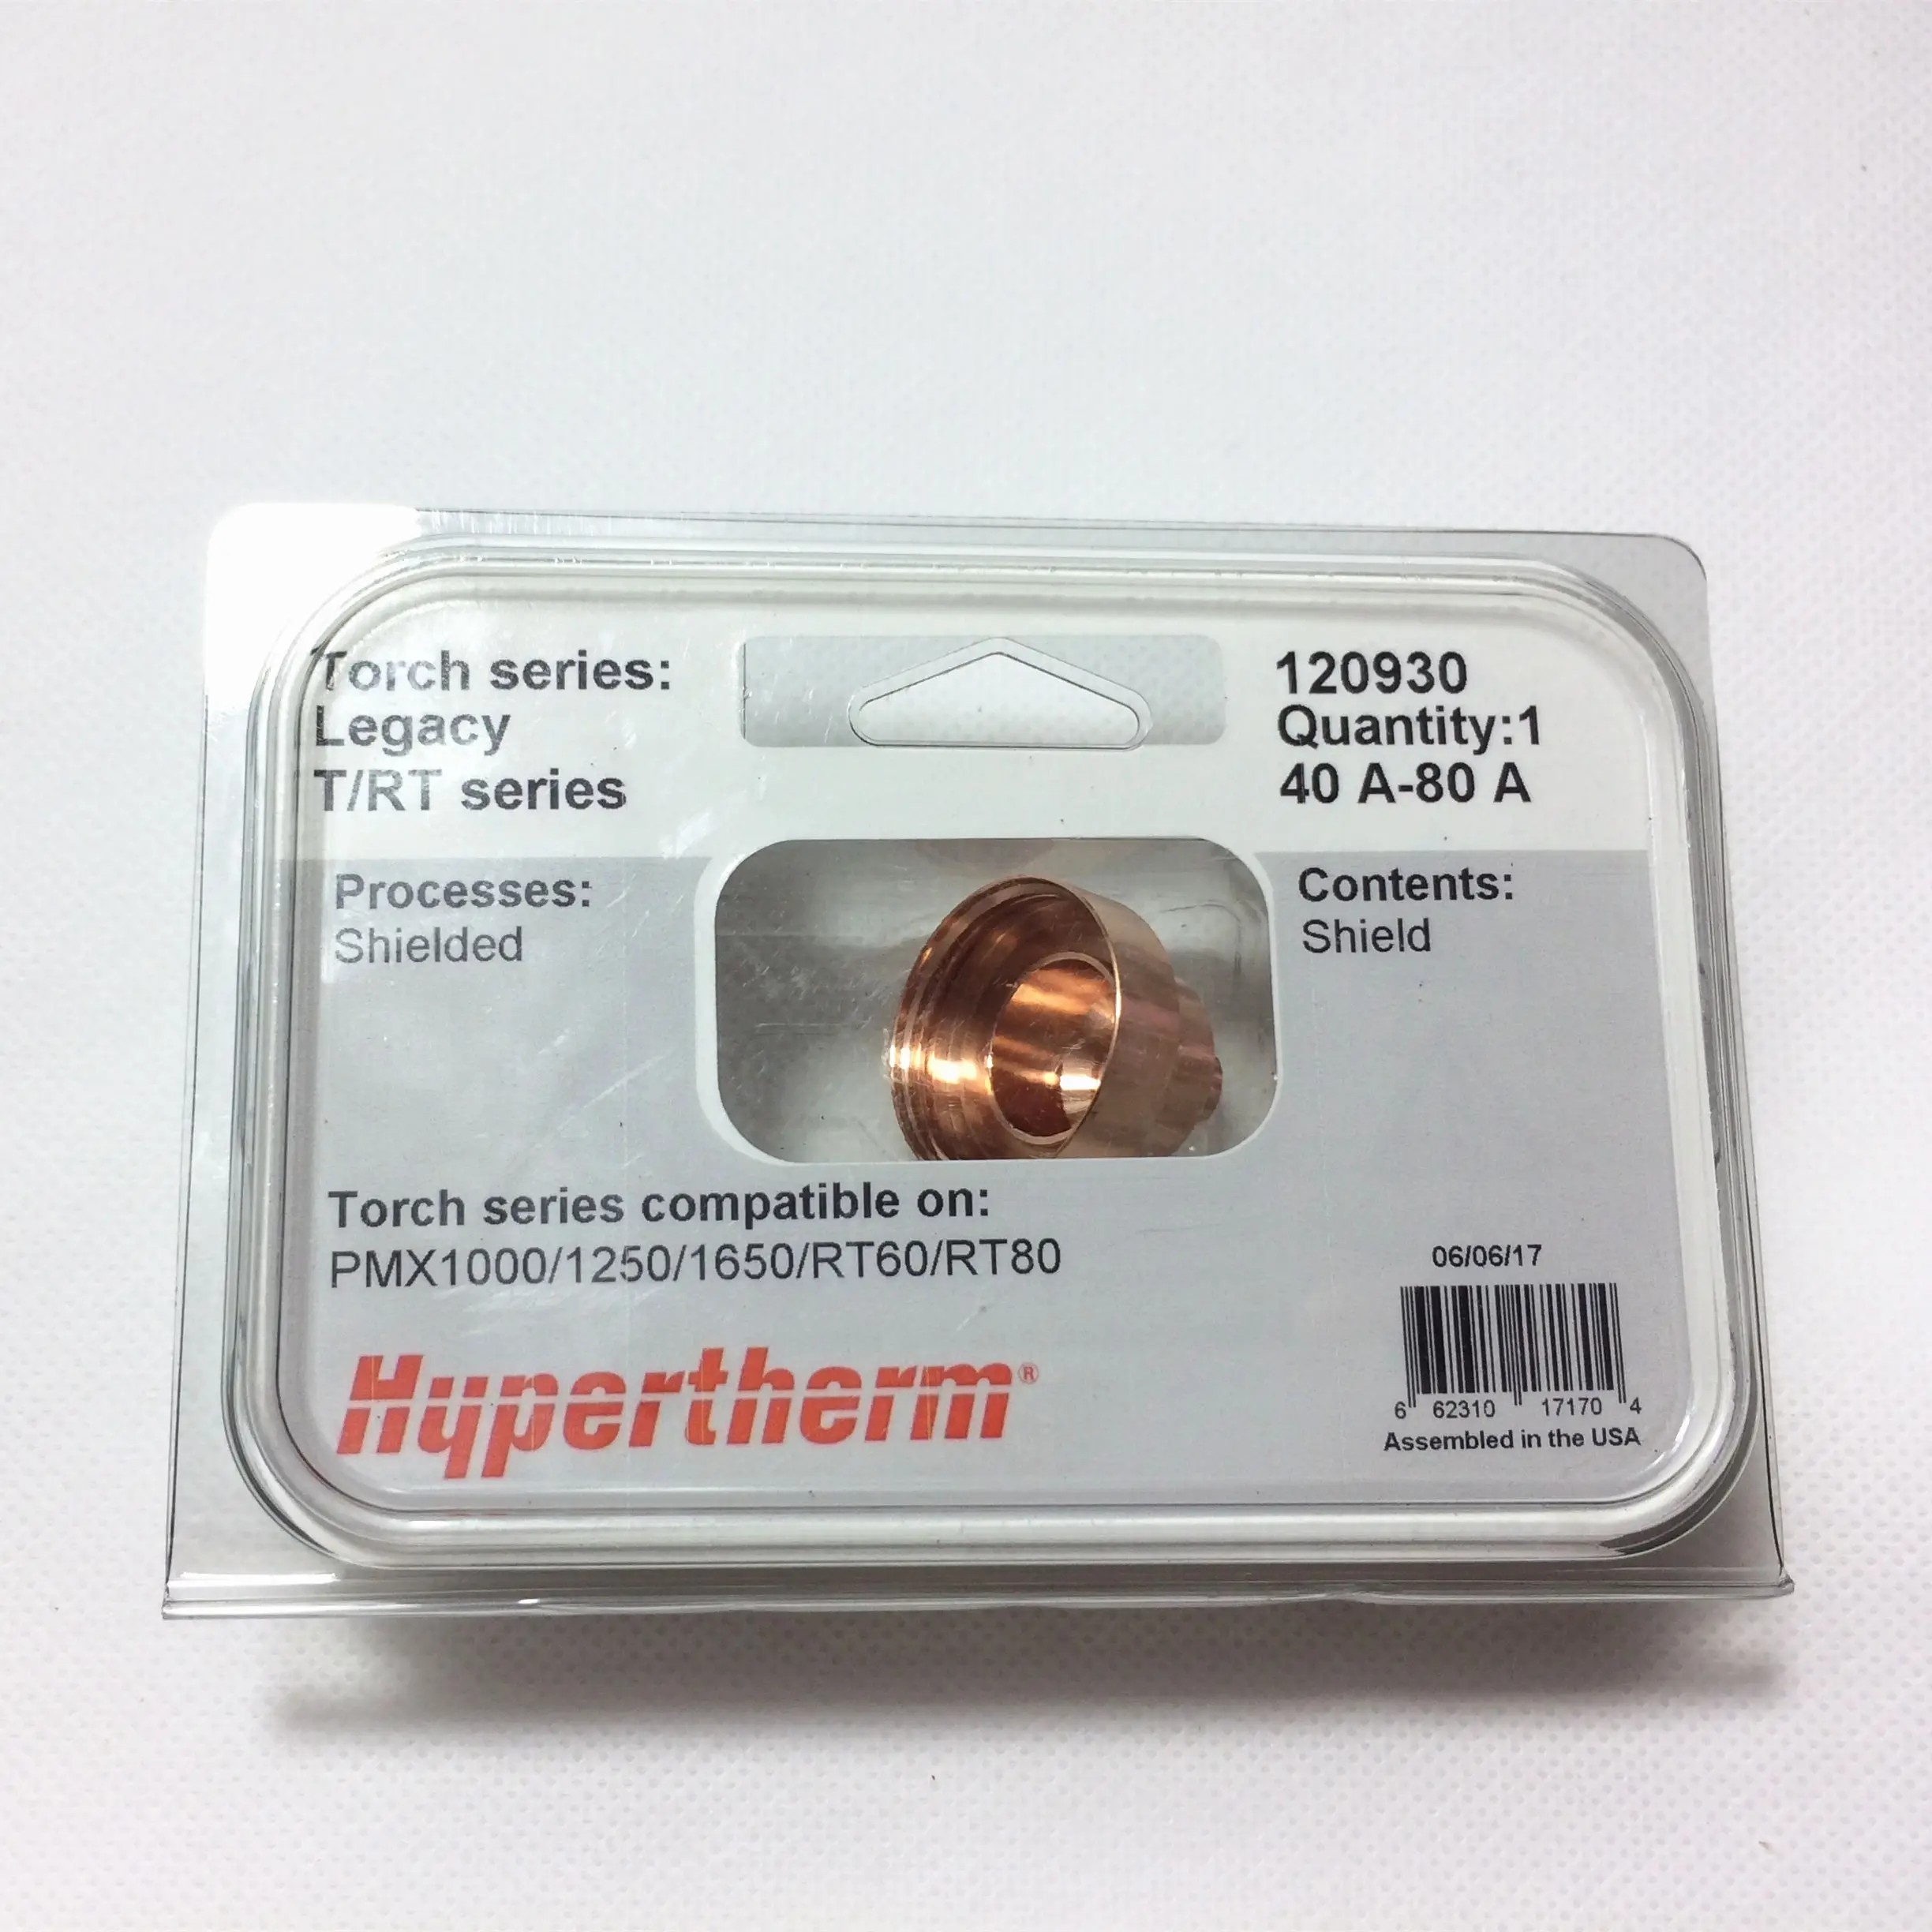 Torch series:
Legacy
T/RT series
120930
Quantity:1
40 A-80 A
Processes:
Shielded
Contents:
Shield
Torch series compatible on:
PMX1000/1250/1650/RT60/RT80
Hypertherm®
06/06/17
6 62310 17170 4
Assembled in the USA